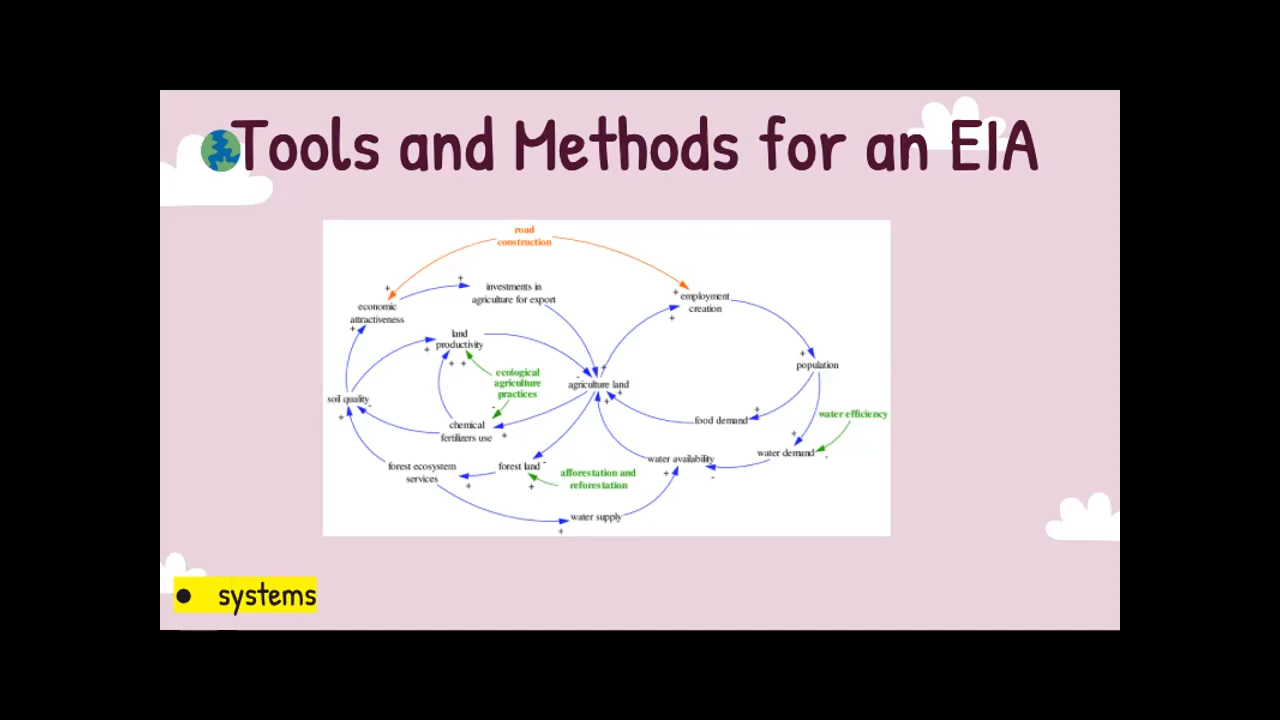 Tools and Methods for an EIA
road
construction
+
+
investments in
agriculture for export
+ employment
creation
economic
attractiveness
+
+
land
productivity
+
+ +
+
population
+
ecological
agriculture
practices
-
-
agriculture land
+
+ +
soil quality
-
+
chemical
fertilizers use
+
food demand
+
water efficiency
+
water demand
-
water availability
+
-
forest ecosystem
services
+
forest land
-
+
afforestation and
reforestation
water supply
+
• systems